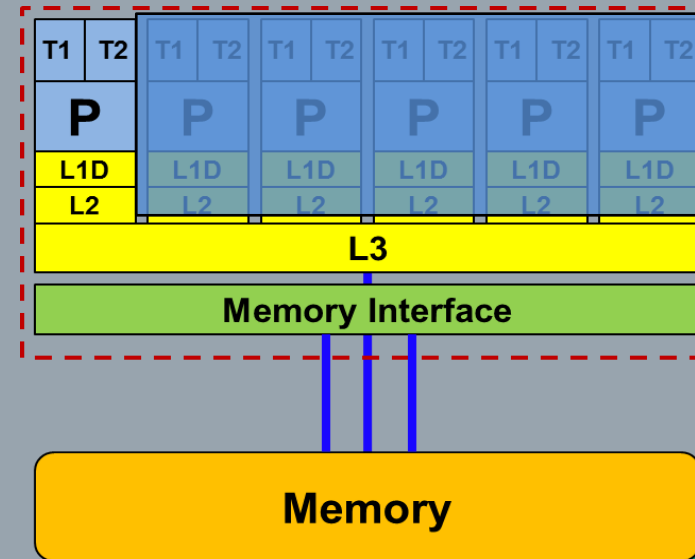 T1 T2 T1 T2 T1 T2 T1 T2 T1 T2 T1 T2
P P P P P P
L1D L1D L1D L1D L1D L1D
L2 L2 L2 L2 L2 L2
L3
Memory Interface
Memory